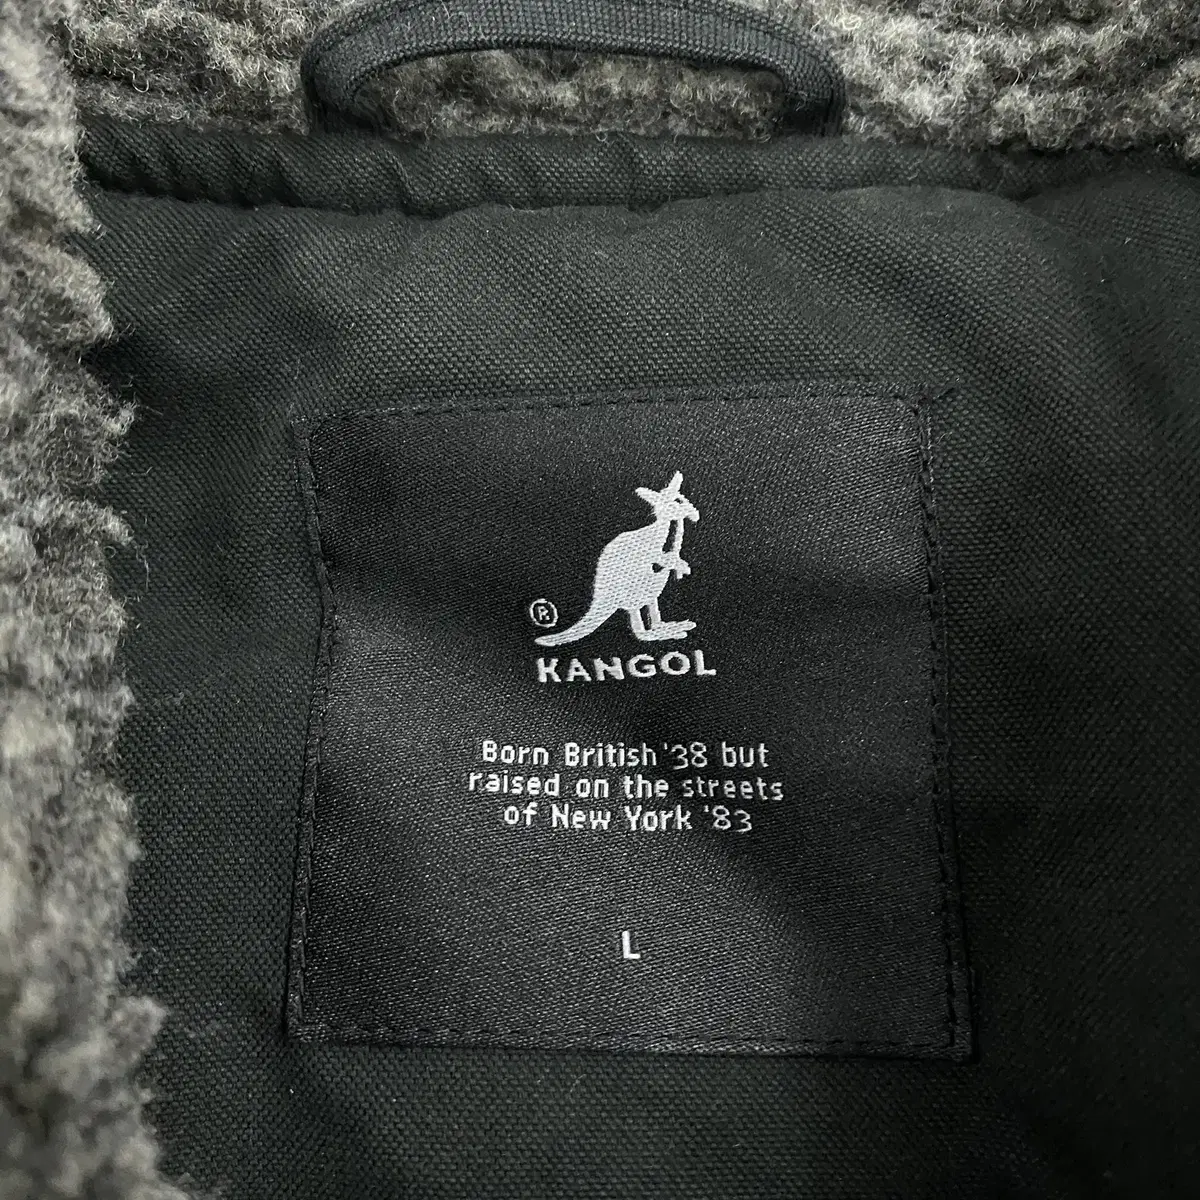 ®
KANGOL
Born British '38 but
raised on the streets
of New York '83
L